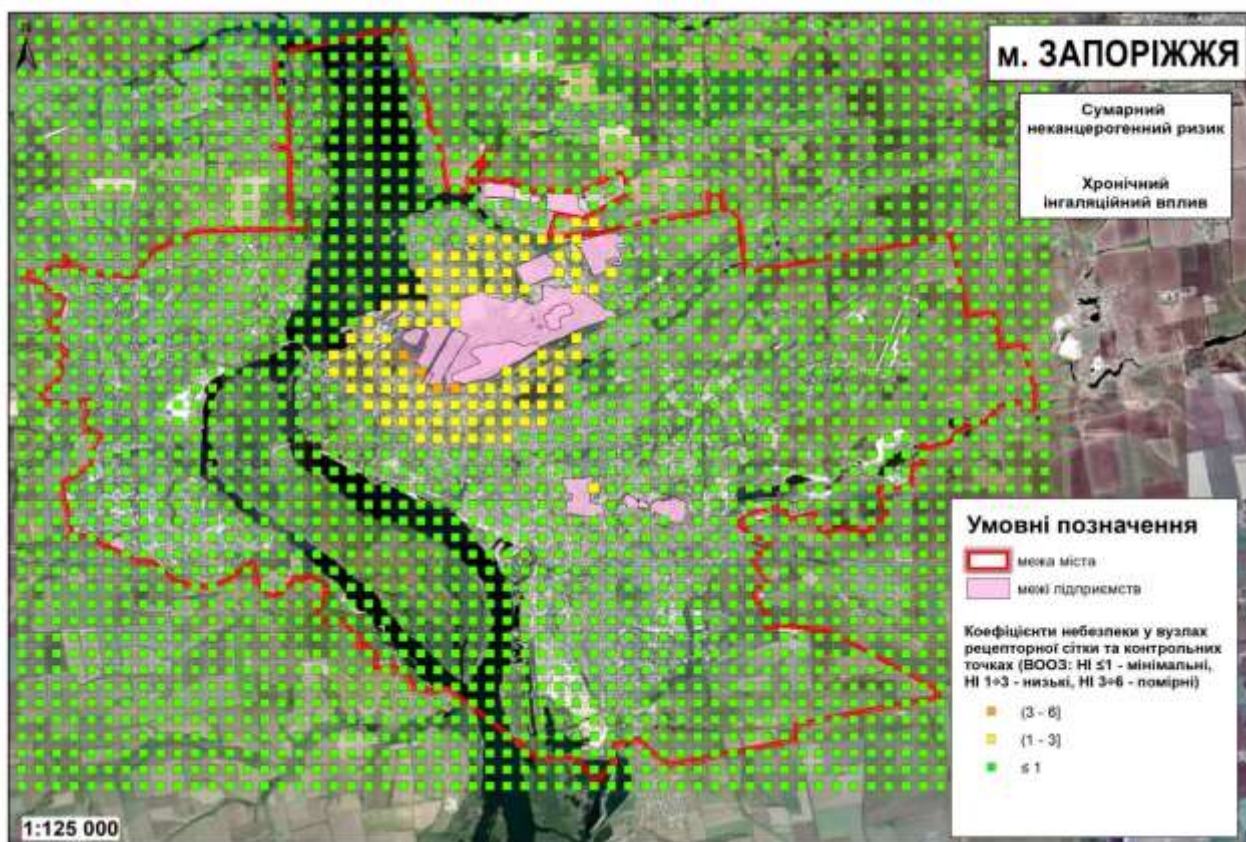 м. ЗАПОРІЖЖЯ
Сумарний
неканцерогенний ризик
Хронічний
інгаляційний вплив
Умовні позначення
межа міста
межі підприємств
Коефіцієнти небезпеки у вузлах
рецепторної сітки та контрольних
точках (ВООЗ: HI ≤1 - мінімальні,
HI 1÷3 - низькі, HI 3÷6 - помірні)
(3 - 6]
(1 - 3]
≤ 1
1:125 000